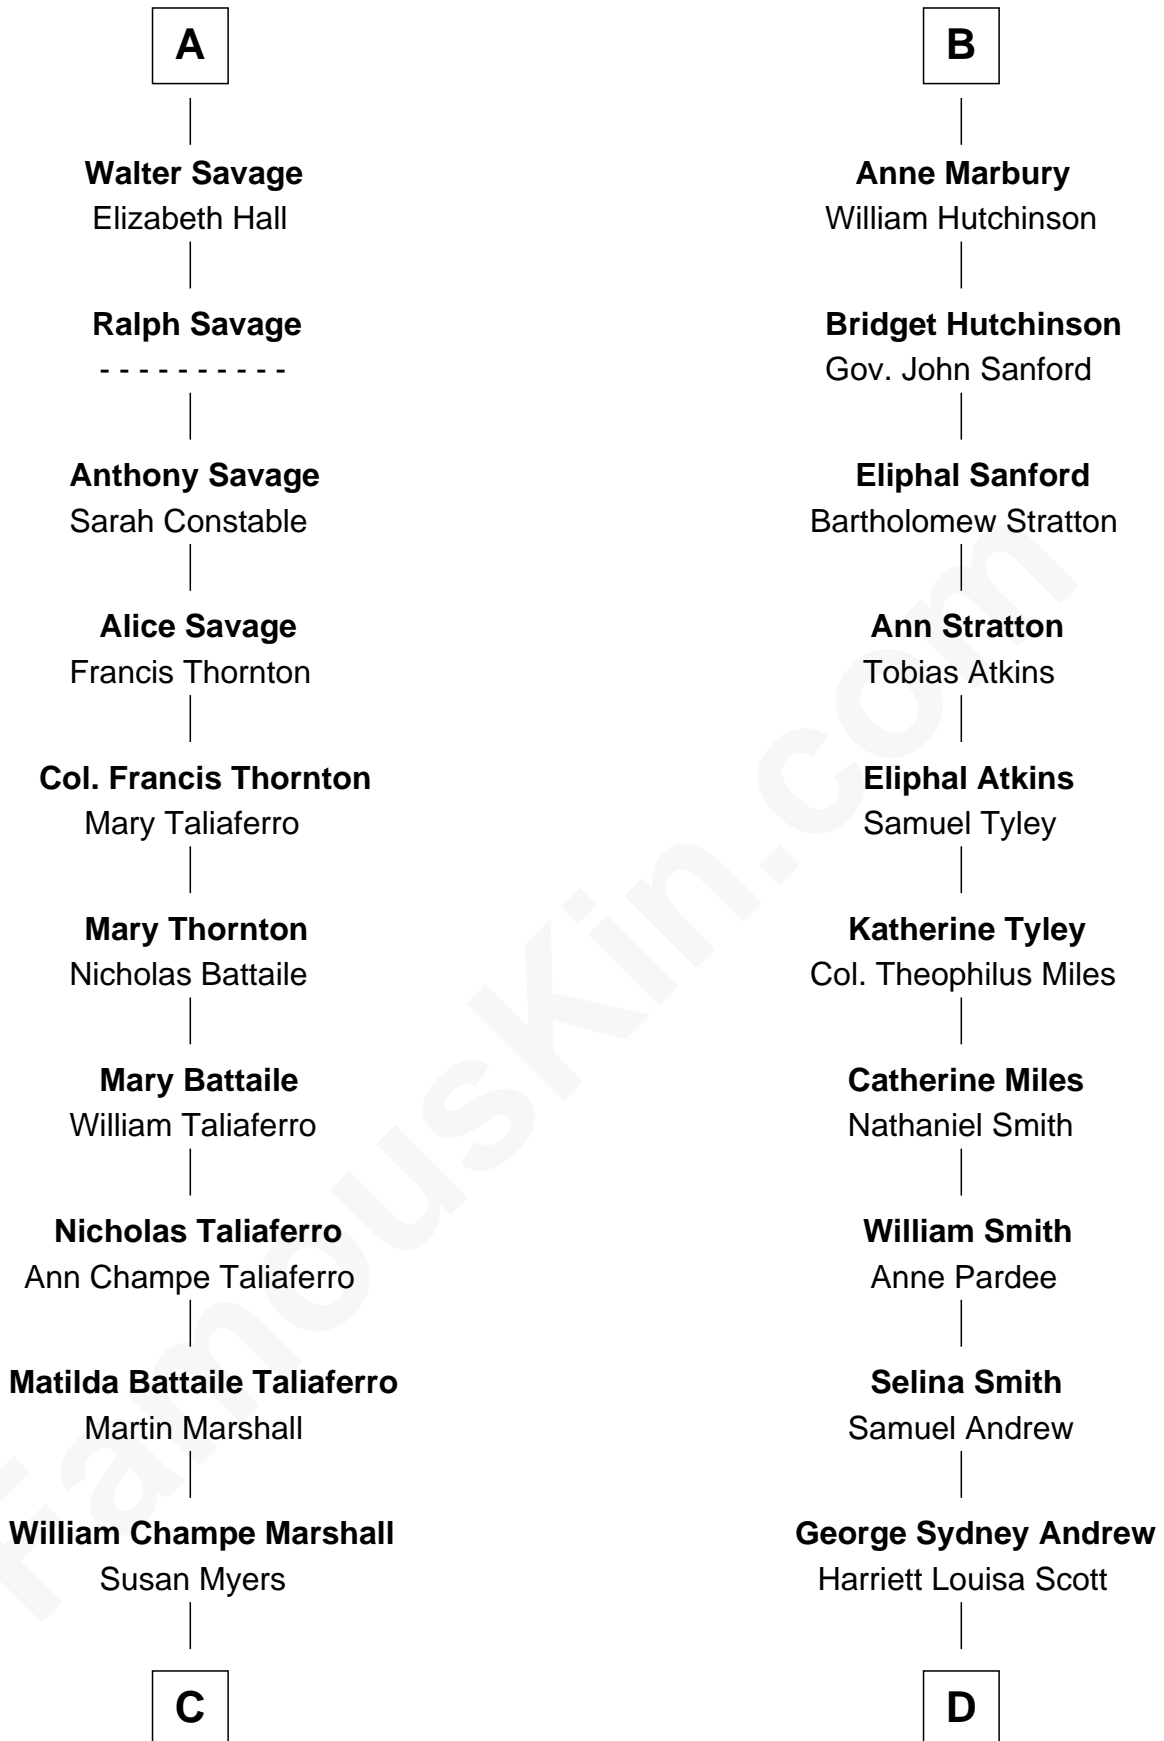 A
Walter Savage
Elizabeth Hall
Ralph Savage
- - - - - - - - - -
Anthony Savage
Sarah Constable
Alice Savage
Francis Thornton
Col. Francis Thornton
Mary Taliaferro
Mary Thornton
Nicholas Battaile
Mary Battaile
William Taliaferro
Nicholas Taliaferro
Ann Champe Taliaferro
Matilda Battaile Taliaferro
Martin Marshall
William Champe Marshall
Susan Myers
C
B
Anne Marbury
William Hutchinson
Bridget Hutchinson
Gov. John Sanford
Eliphal Sanford
Bartholomew Stratton
Ann Stratton
Tobias Atkins
Eliphal Atkins
Samuel Tyley
Katherine Tyley
Col. Theophilus Miles
Catherine Miles
Nathaniel Smith
William Smith
Anne Pardee
Selina Smith
Samuel Andrew
George Sydney Andrew
Harriett Louisa Scott
D
FamousKin.com